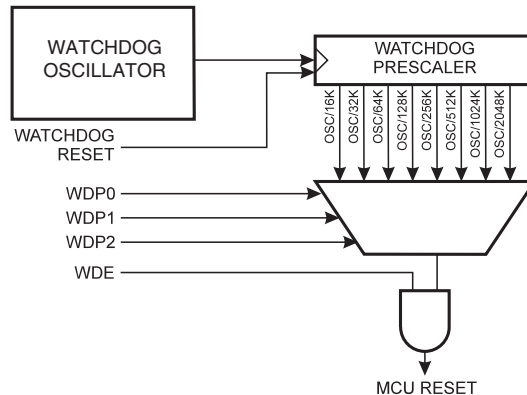 WATCHDOG
OSCILLATOR
WATCHDOG
PRESCALER
WATCHDOG
RESET
OSC/16K
OSC/32K
OSC/64K
OSC/128K
OSC/256K
OSC/512K
OSC/1024K
OSC/2048K
WDP0
WDP1
WDP2
WDE
MCU RESET